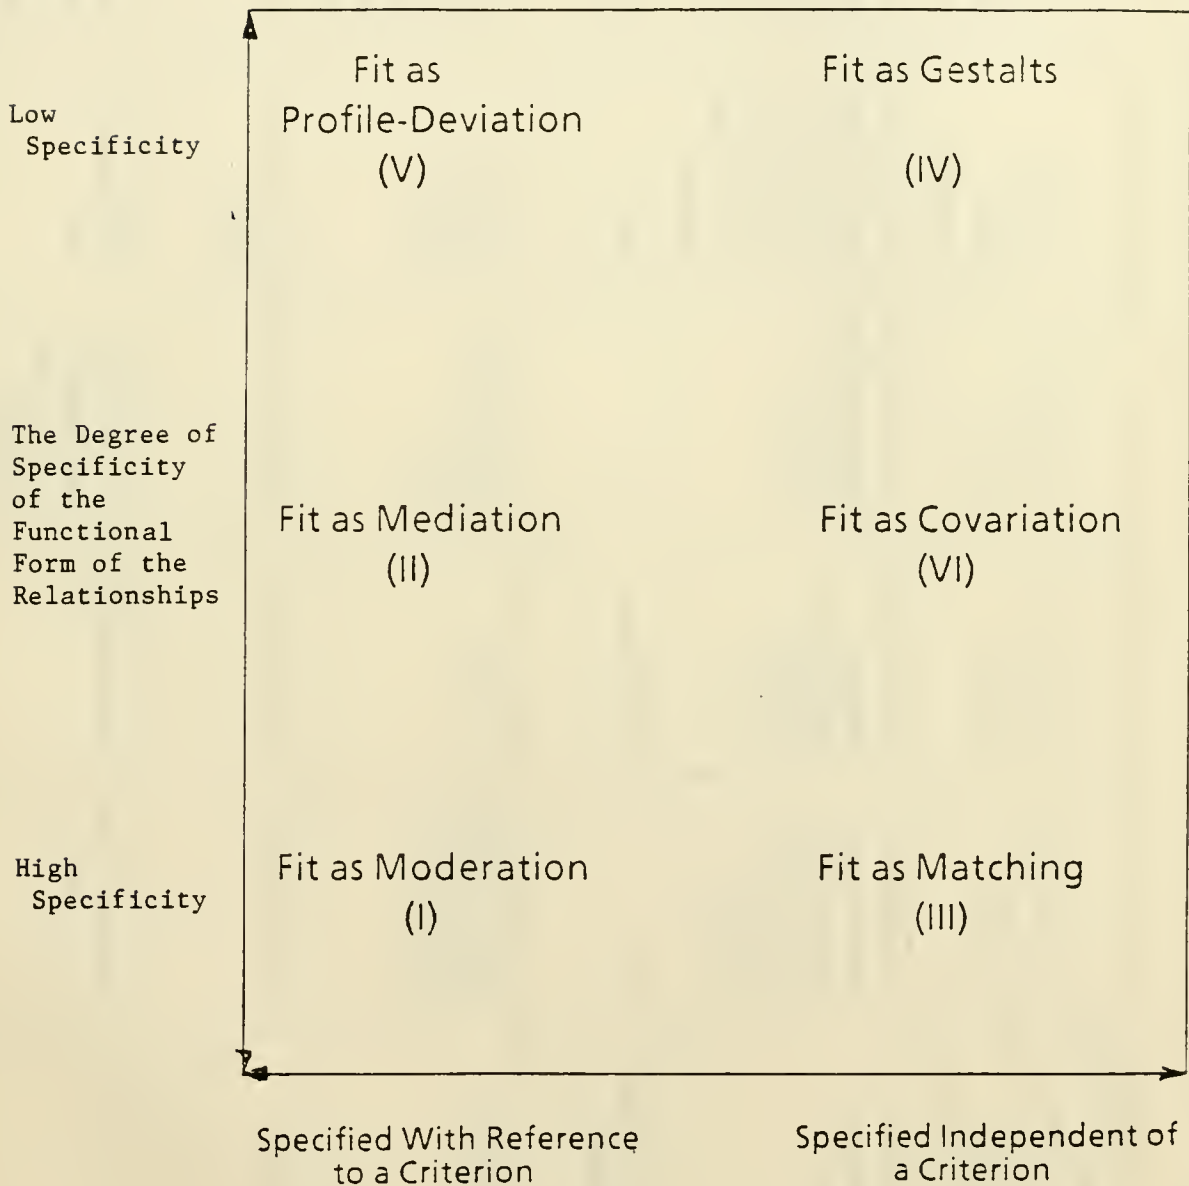 Low
Specificity
Fit as
Profile-Deviation
(V)
Fit as Gestalts
(IV)
The Degree of
Specificity
of the
Functional
Form of the
Relationships
Fit as Mediation
(II)
Fit as Covariation
(VI)
High
Specificity
Fit as Moderation
(I)
Fit as Matching
(III)
Specified With Reference
to a Criterion
Specified Independent of
a Criterion